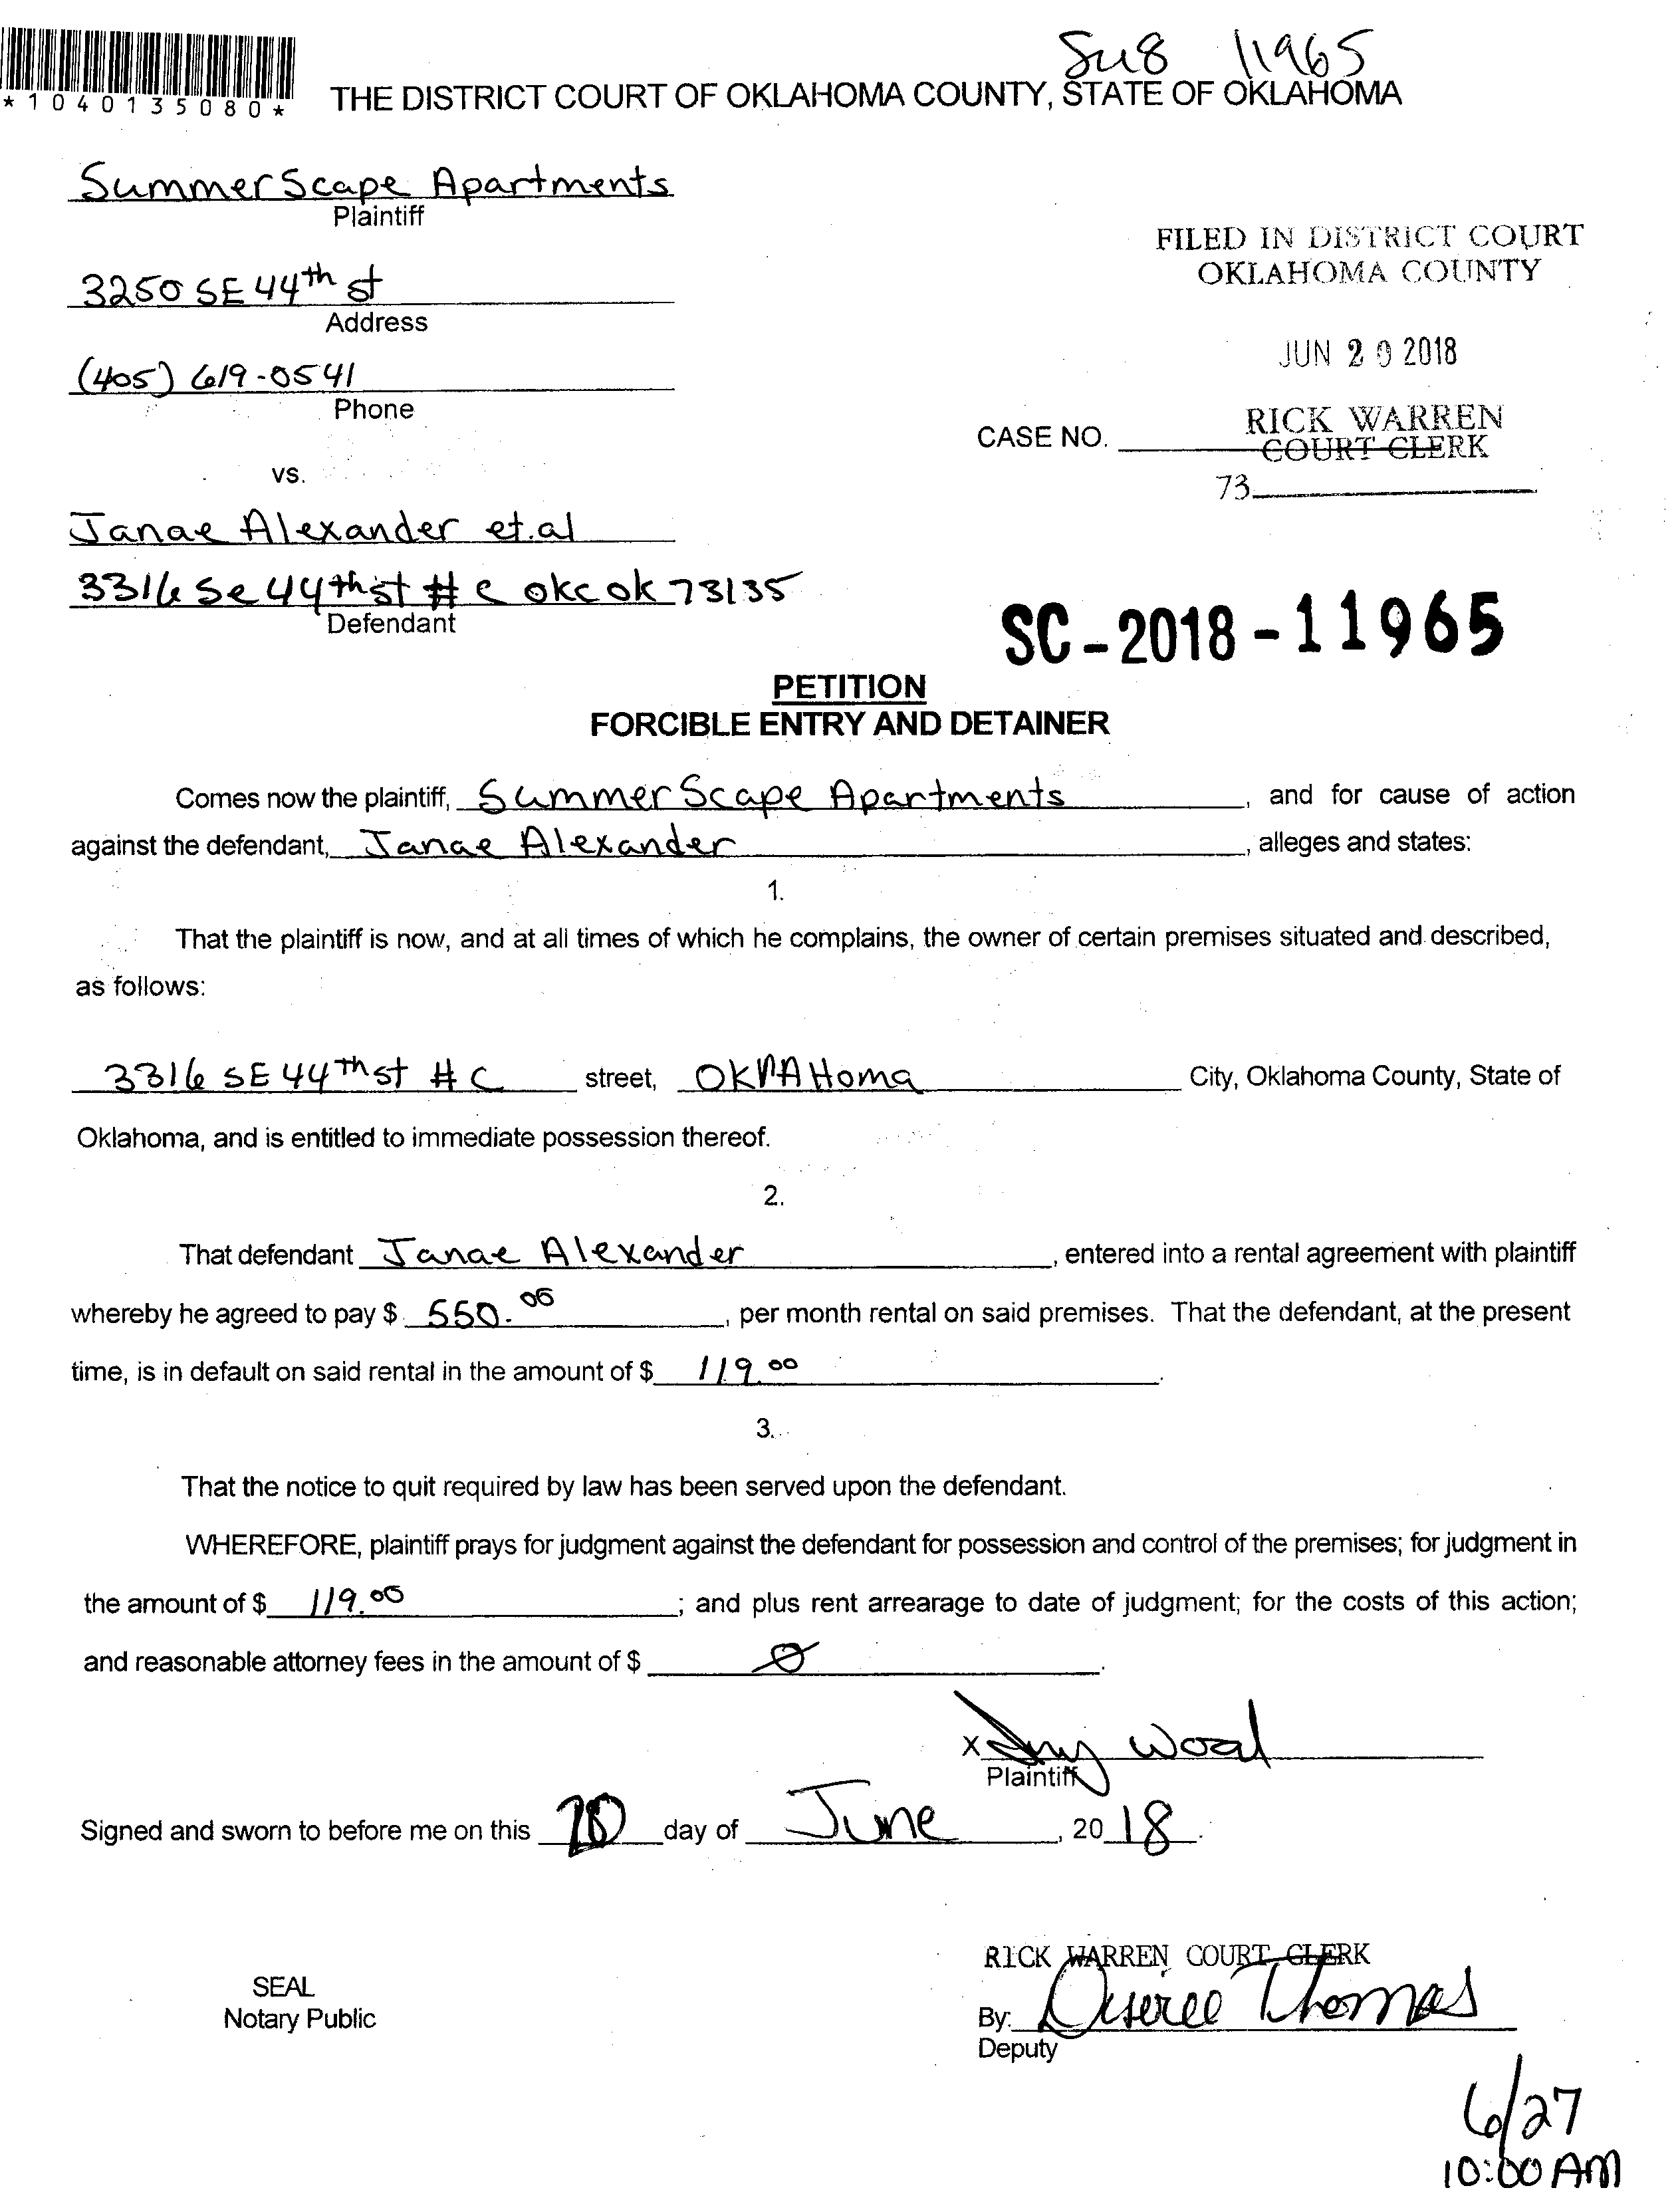 Su8 11965
*1040135080*
THE DISTRICT COURT OF OKLAHOMA COUNTY, STATE OF OKLAHOMA
SummerScape Apartments
Plaintiff
FILED IN DISTRICT COURT
OKLAHOMA COUNTY
3250 SE 44th st
Address
JUN 20 2018
(405) 619-0541
Phone
RICK WARREN
COURT CLERK
CASE NO.
73
vs.
Janae Alexander et.al
3316 Se 44th st # C okc ok 73135
Defendant
SC-2018-11965
PETITION
FORCIBLE ENTRY AND DETAINER
Comes now the plaintiff, SummerScape Apartments, and for cause of action
against the defendant, Janae Alexander, alleges and states:
1.
That the plaintiff is now, and at all times of which he complains, the owner of certain premises situated and described,
as follows:
3316 SE 44th st # C street, OKlAHoma City, Oklahoma County, State of
Oklahoma, and is entitled to immediate possession thereof.
2.
That defendant Janae Alexander, entered into a rental agreement with plaintiff
whereby he agreed to pay $ 550.00, per month rental on said premises. That the defendant, at the present
time, is in default on said rental in the amount of $ 119.00.
3.
That the notice to quit required by law has been served upon the defendant.
WHEREFORE, plaintiff prays for judgment against the defendant for possession and control of the premises; for judgment in
the amount of $ 119.00; and plus rent arrearage to date of judgment; for the costs of this action;
and reasonable attorney fees in the amount of $ Ø.
X Wood
Plaintiff
Signed and sworn to before me on this 20 day of June, 2018.
RICK WARREN COURT CLERK
SEAL
Notary Public
By: Desiree Thomas
Deputy
6/27
10:00 AM